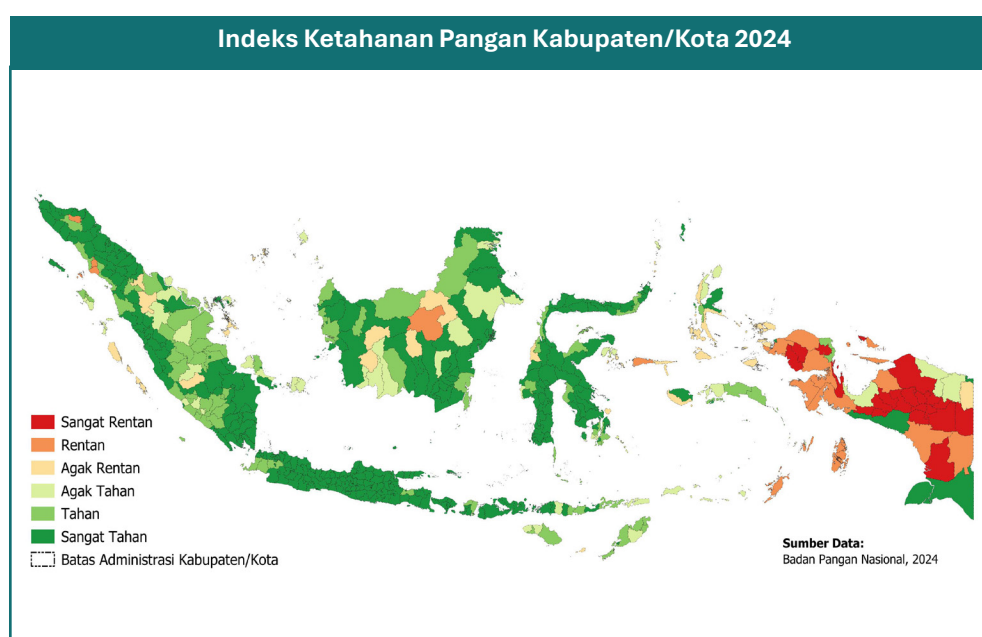 Indeks Ketahanan Pangan Kabupaten/Kota 2024
Sangat Rentan
Rentan
Agak Rentan
Agak Tahan
Tahan
Sangat Tahan
Batas Administrasi Kabupaten/Kota
Sumber Data:
Badan Pangan Nasional, 2024